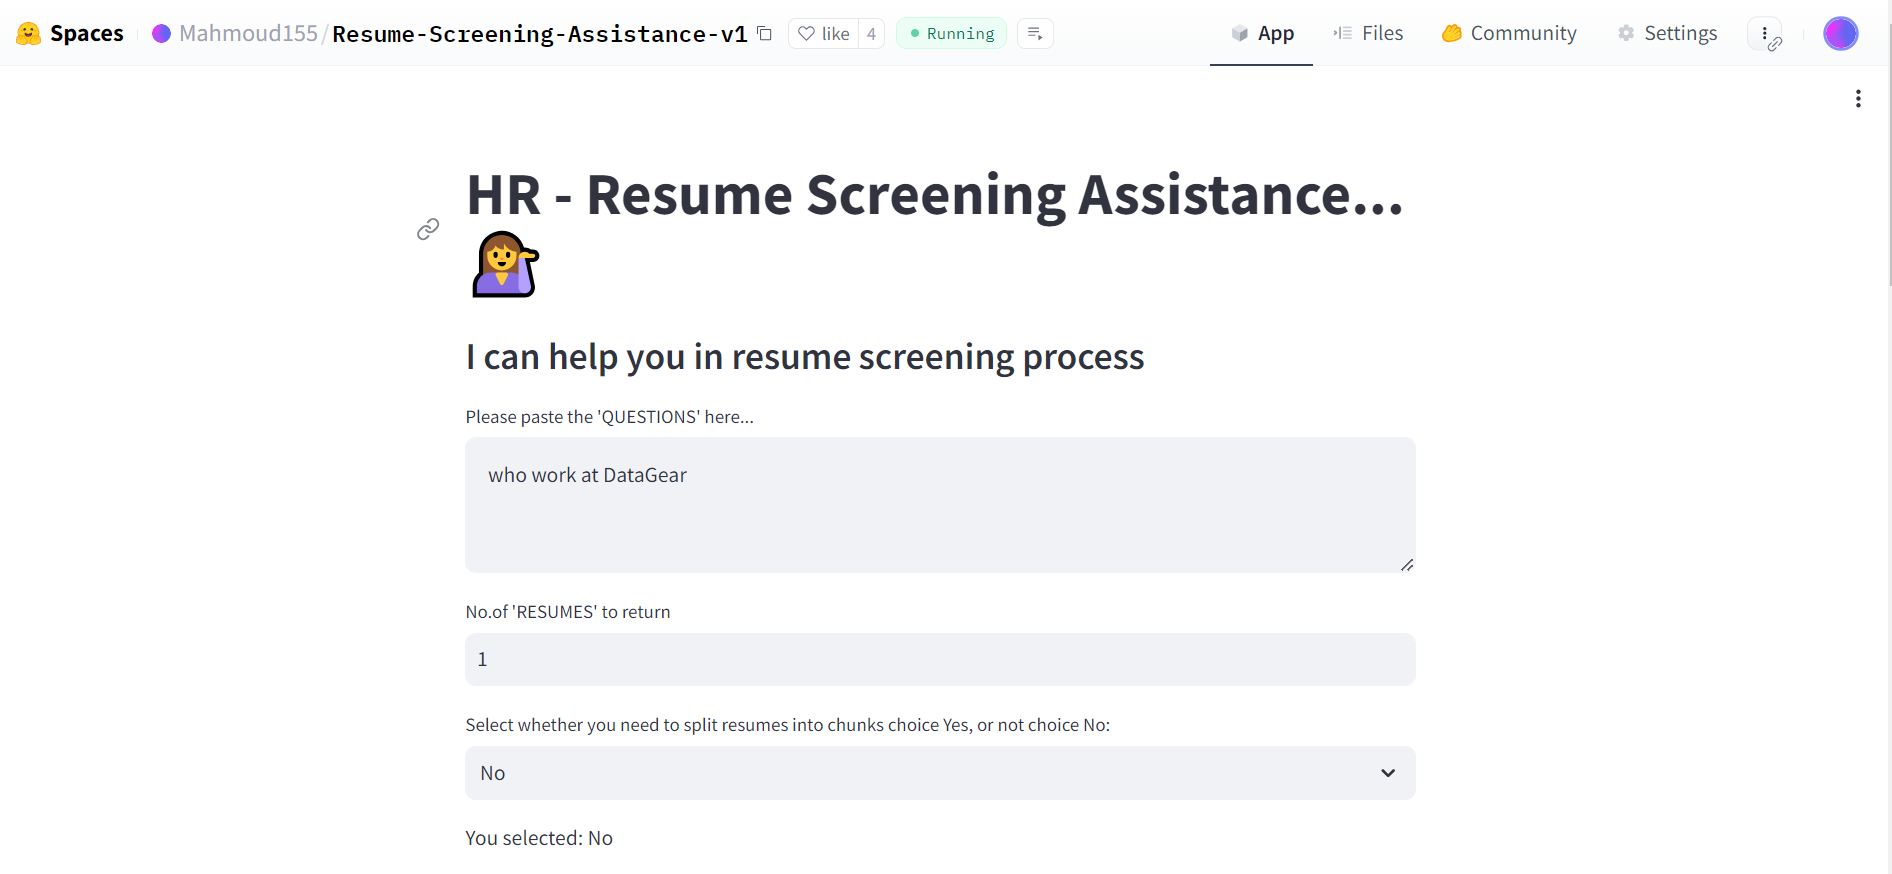 Spaces Mahmoud155/Resume-Screening-Assistance-v1 like 4 Running App Files Community Settings
HR - Resume Screening Assistance...
I can help you in resume screening process
Please paste the 'QUESTIONS' here...
who work at DataGear
No.of 'RESUMES' to return
1
Select whether you need to split resumes into chunks choice Yes, or not choice No:
No
You selected: No